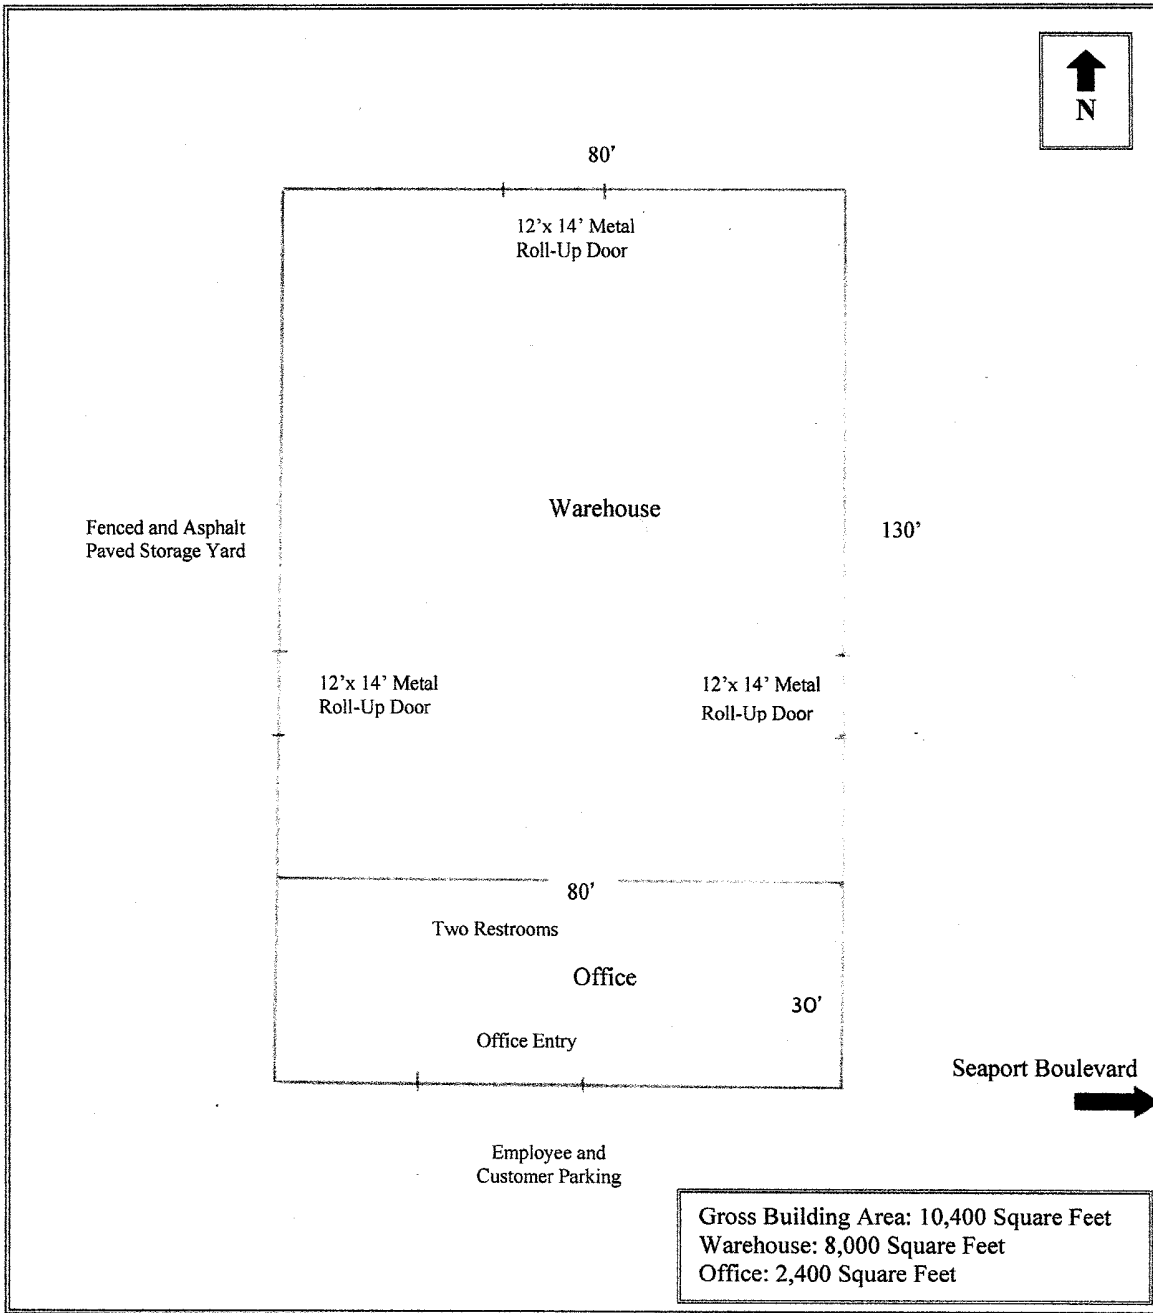 N
80'
12'x 14' Metal
Roll-Up Door
Warehouse
Fenced and Asphalt
Paved Storage Yard
130'
12'x 14' Metal
Roll-Up Door
12'x 14' Metal
Roll-Up Door
80'
Two Restrooms
Office
30'
Office Entry
Seaport Boulevard
Employee and
Customer Parking
Gross Building Area: 10,400 Square Feet
Warehouse: 8,000 Square Feet
Office: 2,400 Square Feet